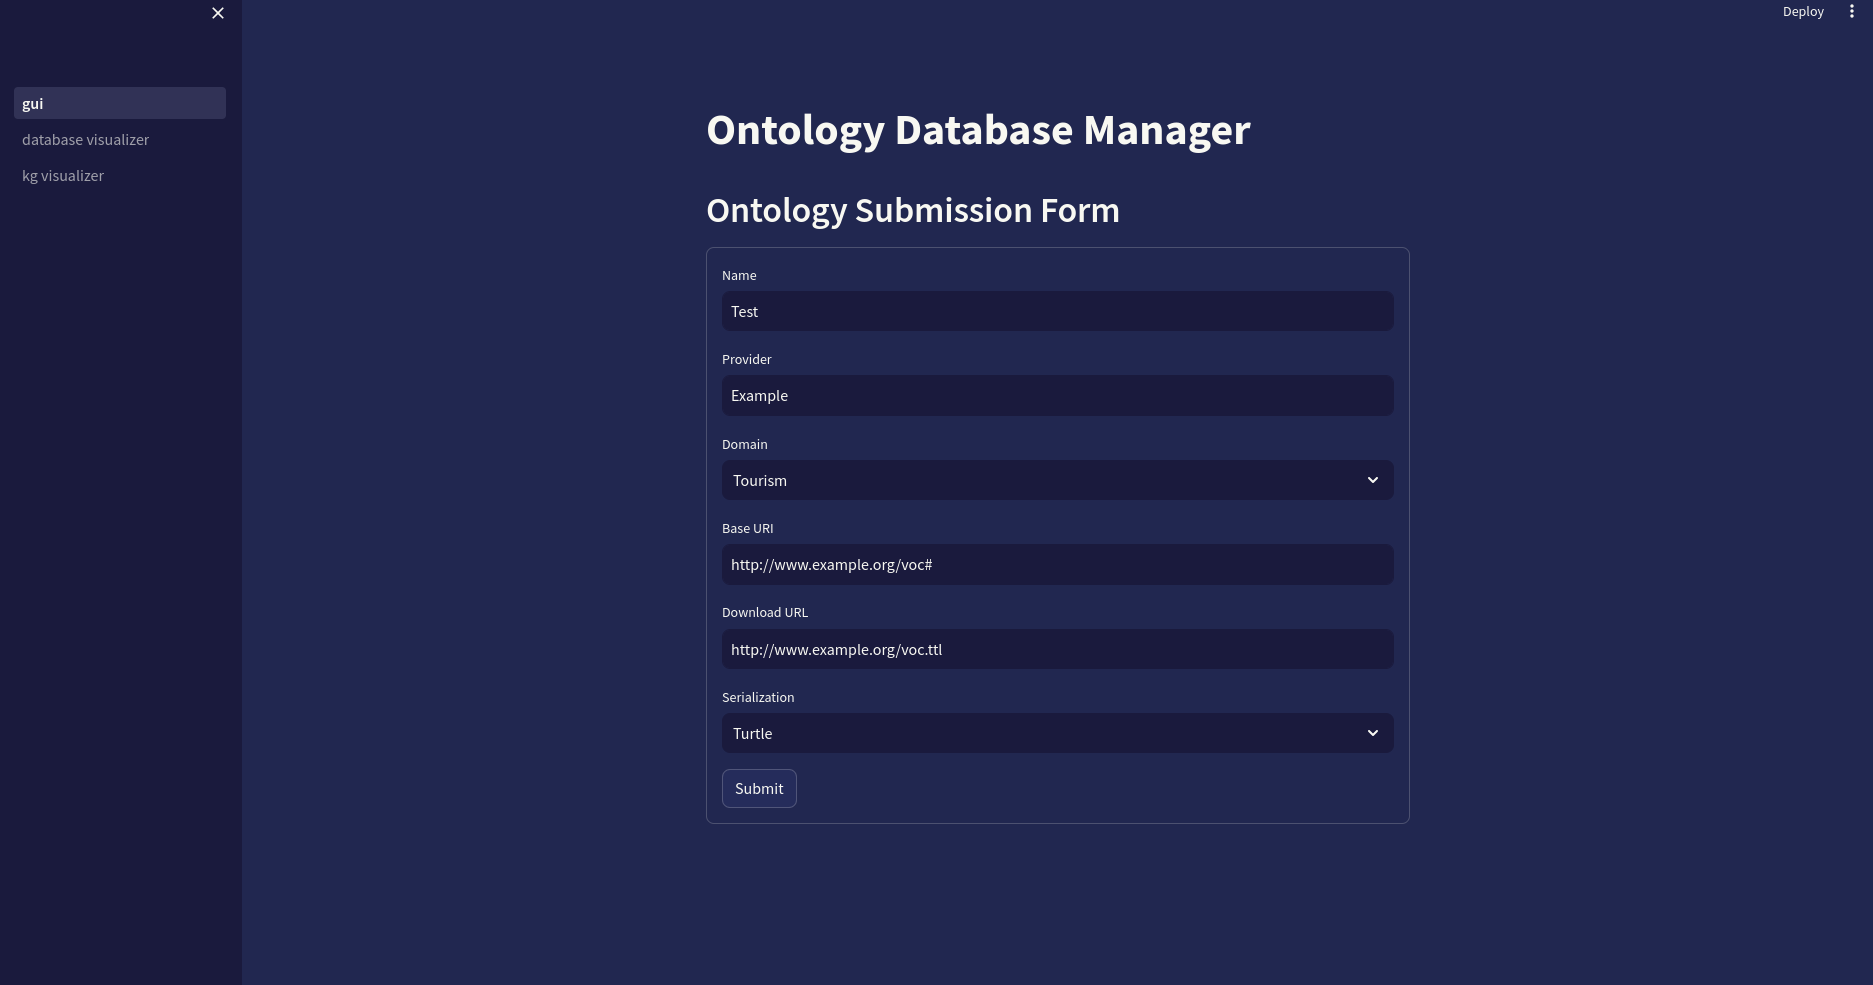 Deploy
gui
database visualizer
kg visualizer
Ontology Database Manager
Ontology Submission Form
Name
Test
Provider
Example
Domain
Tourism
Base URI
http://www.example.org/voc#
Download URL
http://www.example.org/voc.ttl
Serialization
Turtle
Submit